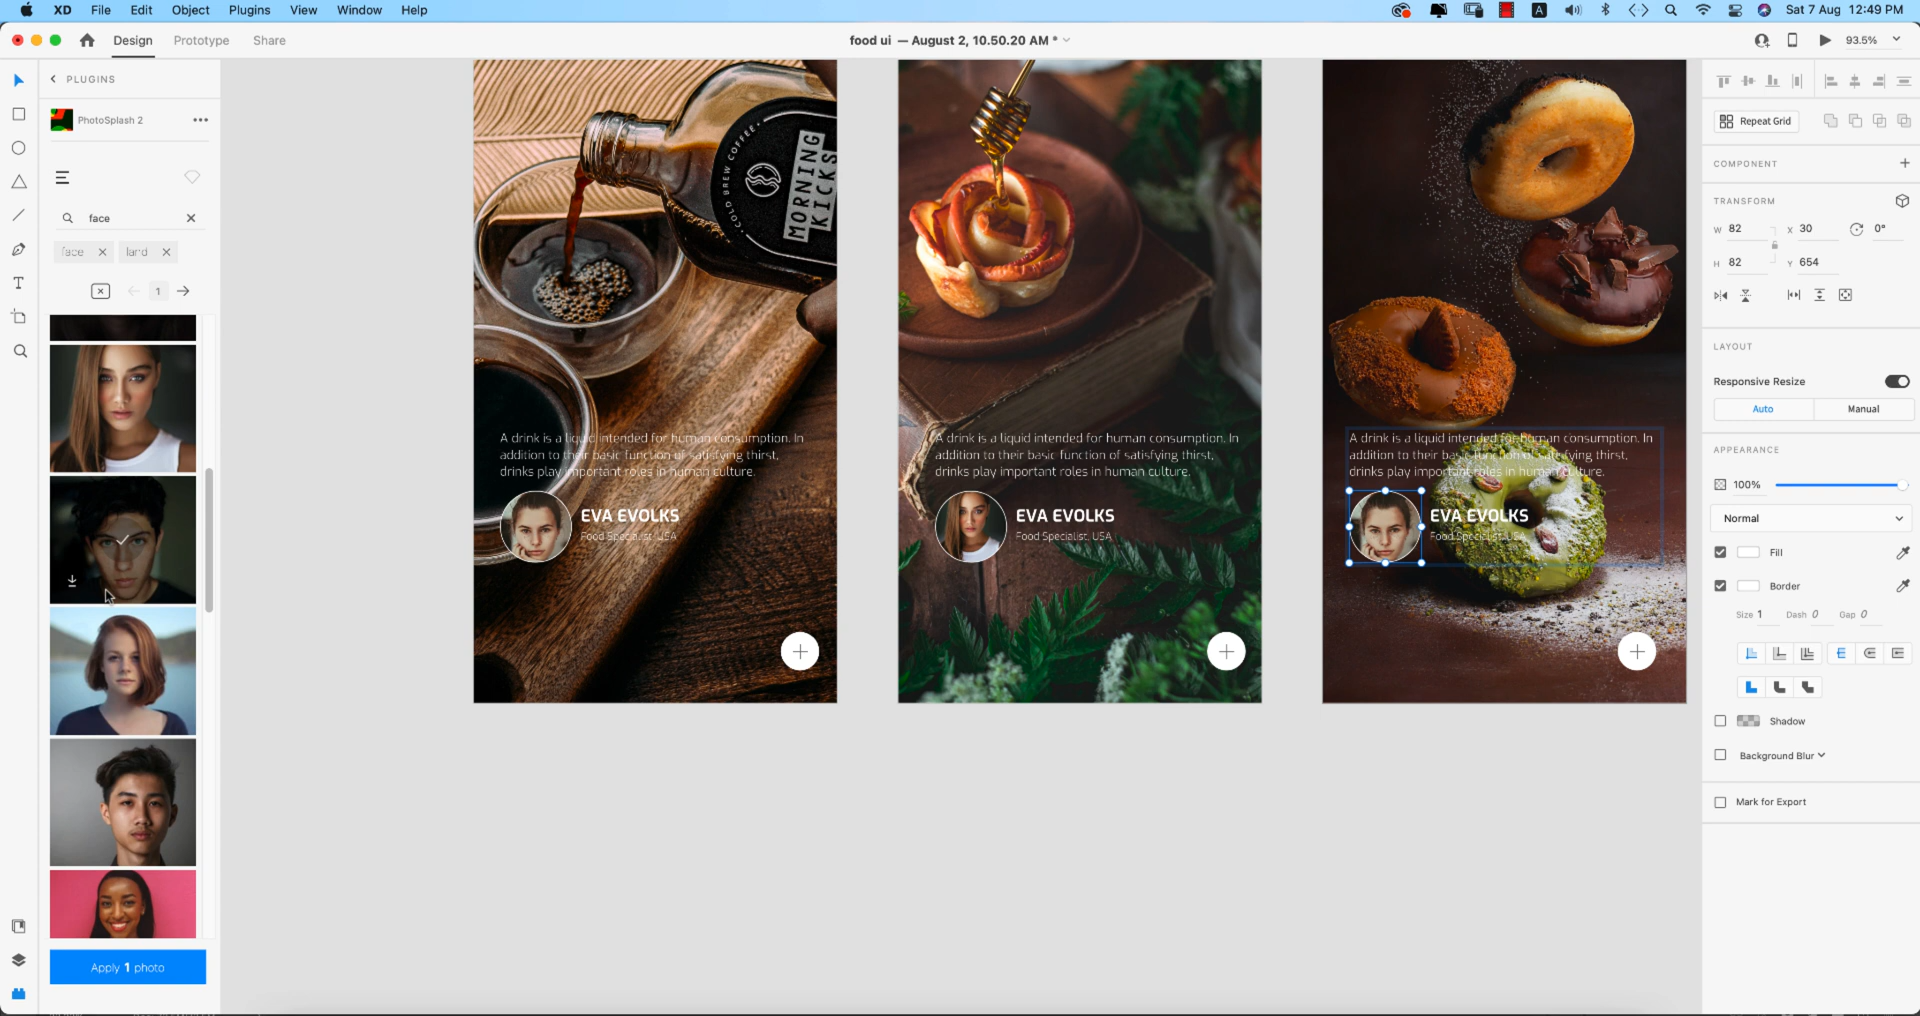 XD File Edit Object Plugins View Window Help
A
Sat 7 Aug 12:49 PM
Design Prototype Share
food ui — August 2, 10.50.20 AM *
93.5%
PLUGINS
PhotoSplash 2
face
face
land
1
Apply 1 photo
T
COLD BREW COFFEE
MORNING
KICKS
A drink is a liquid intended for human consumption. In
addition to their basic function of satisfying thirst,
drinks play important roles in human culture.
EVA EVOLKS
Food Specialist, USA
A drink is a liquid intended for human consumption. In
addition to their basic function of satisfying thirst,
drinks play important roles in human culture.
EVA EVOLKS
Food Specialist, USA
A drink is a liquid intended for human consumption. In
addition to their basic function of satisfying thirst,
drinks play important roles in human culture.
EVA EVOLKS
Food Specialist, USA
Repeat Grid
COMPONENT
TRANSFORM
W 82 X 30 0°
H 82 Y 654
LAYOUT
Responsive Resize
Auto Manual
APPEARANCE
100%
Normal
Fill
Border
Size 1 Dash 0 Gap 0
Shadow
Background Blur
Mark for Export